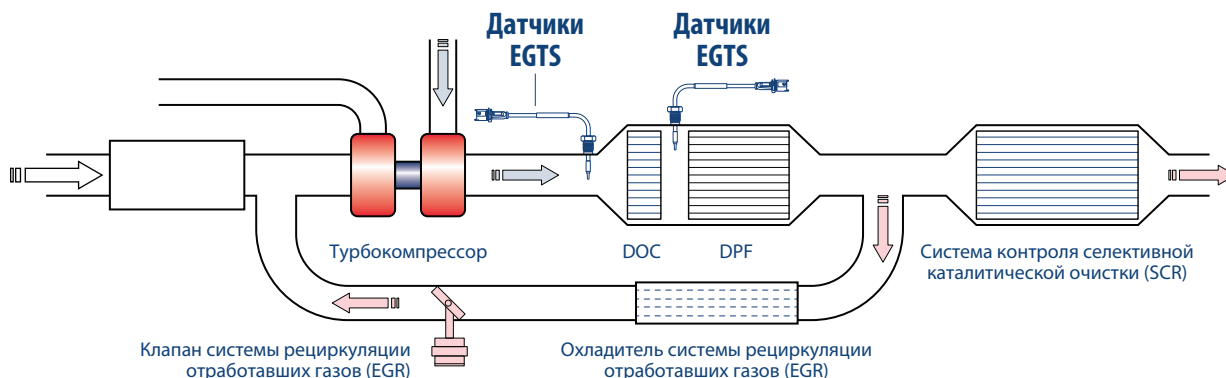 Датчики
EGTS
Датчики
EGTS
Турбокомпрессор
DOC
DPF
Система контроля селективной
каталитической очистки (SCR)
Клапан системы рециркуляции
отработавших газов (EGR)
Охладитель системы рециркуляции
отработавших газов (EGR)